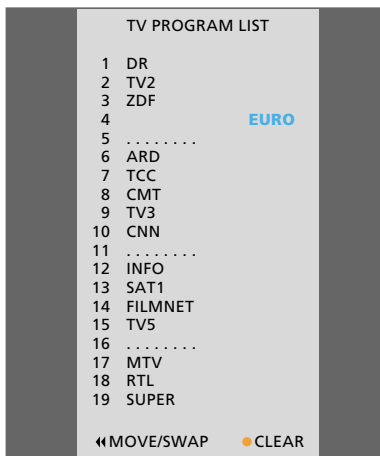 TV PROGRAM LIST
1 DR
2 TV2
3 ZDF
4 EURO
5 . . . . . . . .
6 ARD
7 TCC
8 CMT
9 TV3
10 CNN
11 . . . . . . . .
12 INFO
13 SAT1
14 FILMNET
15 TV5
16 . . . . . . . .
17 MTV
18 RTL
19 SUPER
MOVE/SWAP CLEAR